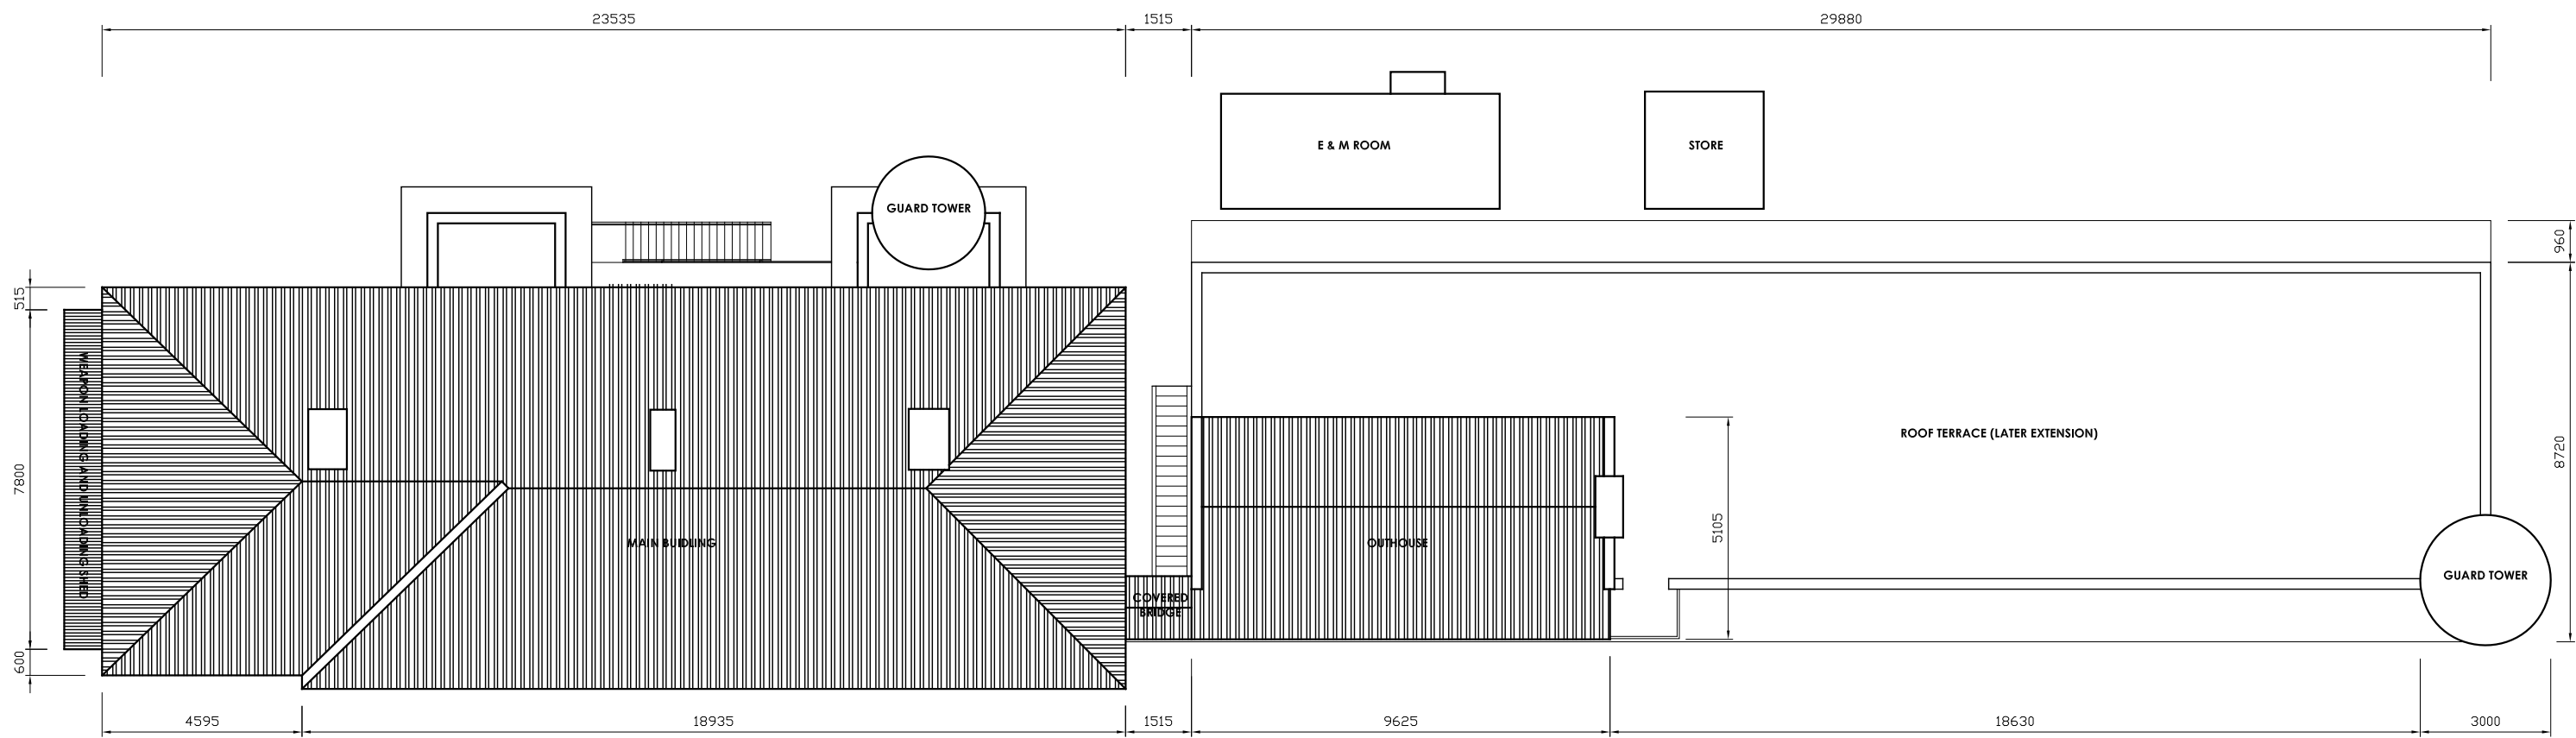 23535
1515
29880
E & M ROOM
STORE
GUARD TOWER
960
515
WEAPON LOADING AND UNLOADING SHED
7800
8720
ROOF TERRACE (LATER EXTENSION)
5105
MAIN BUIDLING
OUTHOUSE
GUARD TOWER
COVERED
BRIDGE
600
4595
18935
1515
9625
18630
3000